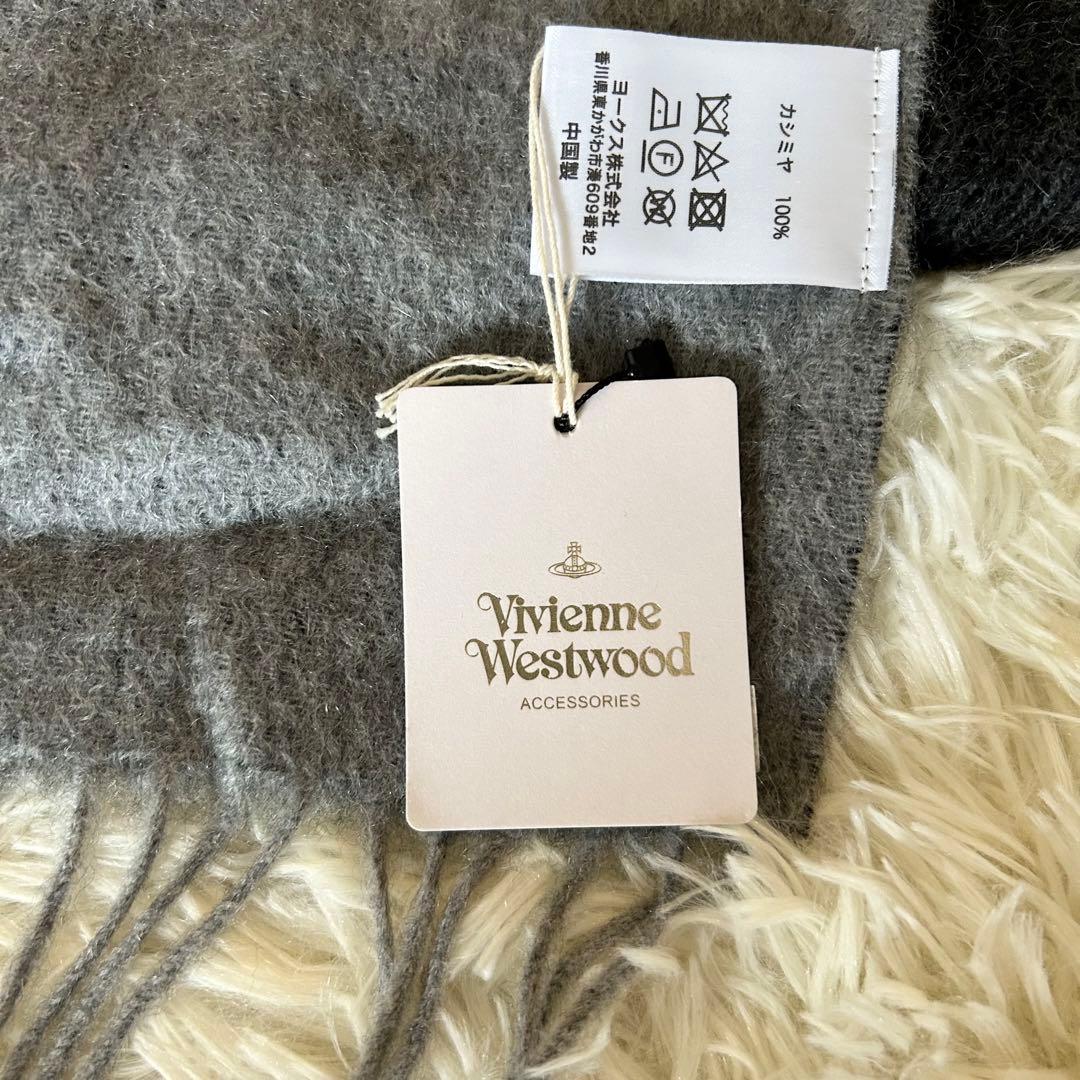 カシミヤ 100%
F
W
ヨークス株式会社
香川県東かがわ市湊609番地2
中国製
Vivienne
Westwood
ACCESSORIES